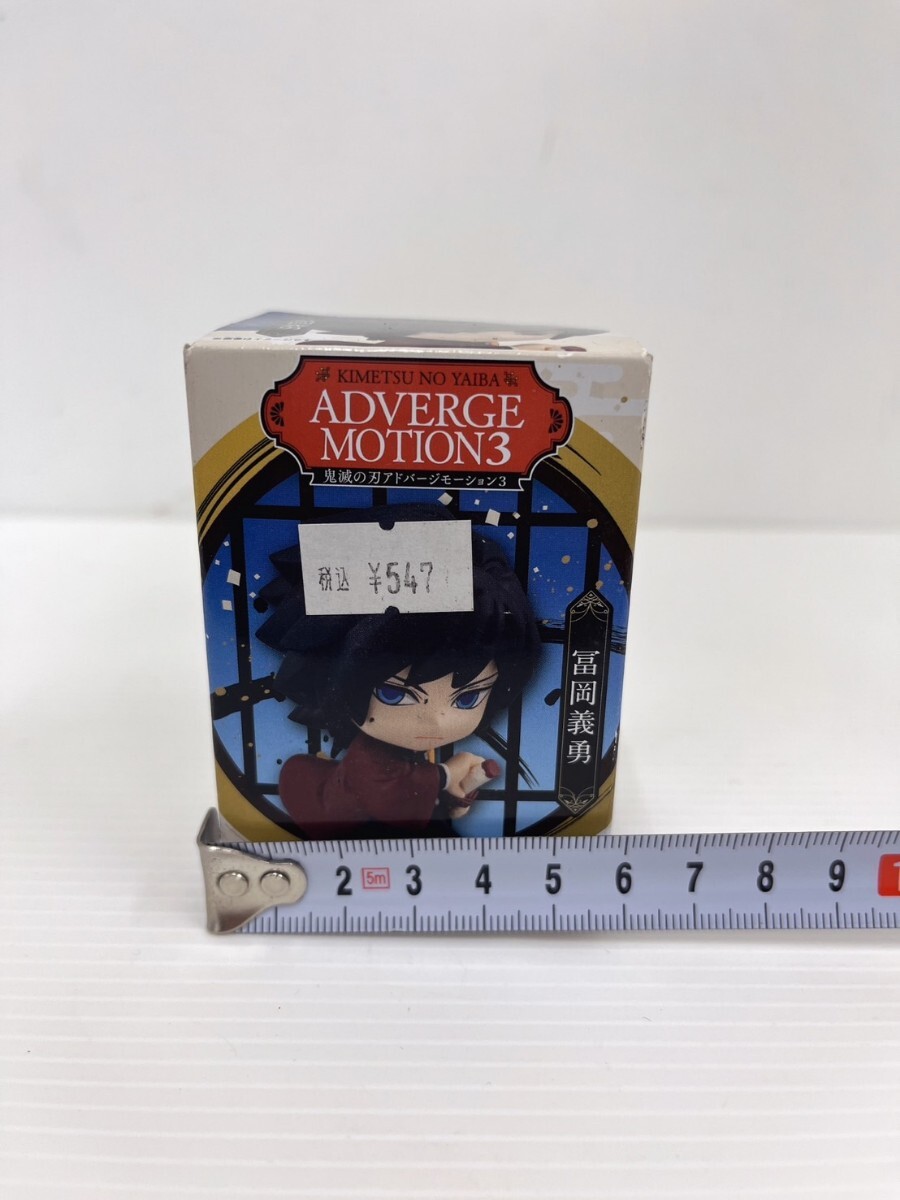 KIMETSU NO YAIBA
ADVERGE
MOTION3
鬼滅の刃アドバージモーション3
税込 ¥547
冨岡義勇
2 5m 3 4 5 6 7 8 9 1